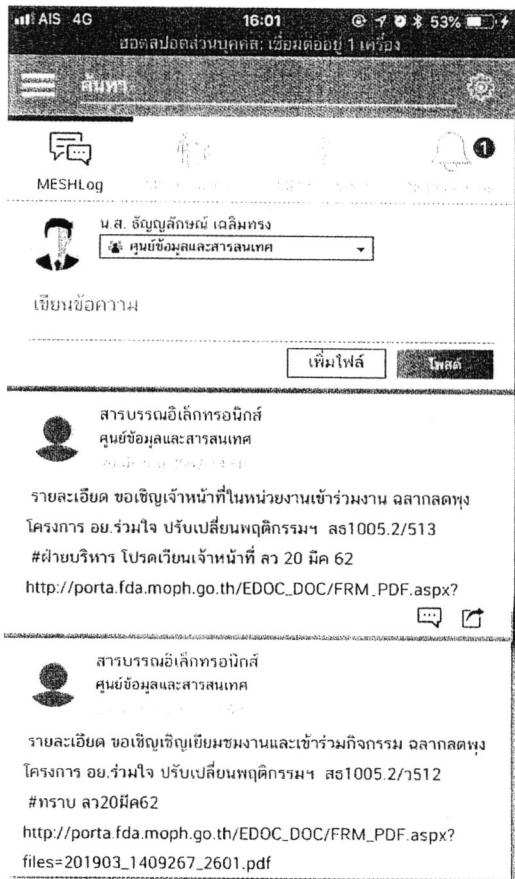 AIS 4G 16:01 53%
ฮอตสปอตส่วนบุคคล: เชื่อมต่ออยู่ 1 เครื่อง
ค้นหา
1
MESHLog
น.ส. ธัญญลักษณ์ เฉลิมทรง
ศูนย์ข้อมูลและสารสนเทศ
เขียนข้อความ
เพิ่มไฟล์ โพสต์
สารบรรณอิเล็กทรอนิกส์
ศูนย์ข้อมูลและสารสนเทศ
รายละเอียด ขอเชิญเจ้าหน้าที่ในหน่วยงานเข้าร่วมงาน ฉลากลดพุง
โครงการ อย.ร่วมใจ ปรับเปลี่ยนพฤติกรรมฯ สธ1005.2/513
#ฝ่ายบริหาร โปรดเวียนเจ้าหน้าที่ ลว 20 มีค 62
http://porta.fda.moph.go.th/EDOC_DOC/FRM_PDF.aspx?
สารบรรณอิเล็กทรอนิกส์
ศูนย์ข้อมูลและสารสนเทศ
รายละเอียด ขอเชิญเชิญเยี่ยมชมงานและเข้าร่วมกิจกรรม ฉลากลดพุง
โครงการ อย.ร่วมใจ ปรับเปลี่ยนพฤติกรรมฯ สธ1005.2/ว512
#ทราบ ลว20มีค62
http://porta.fda.moph.go.th/EDOC_DOC/FRM_PDF.aspx?
files=201903_1409267_2601.pdf